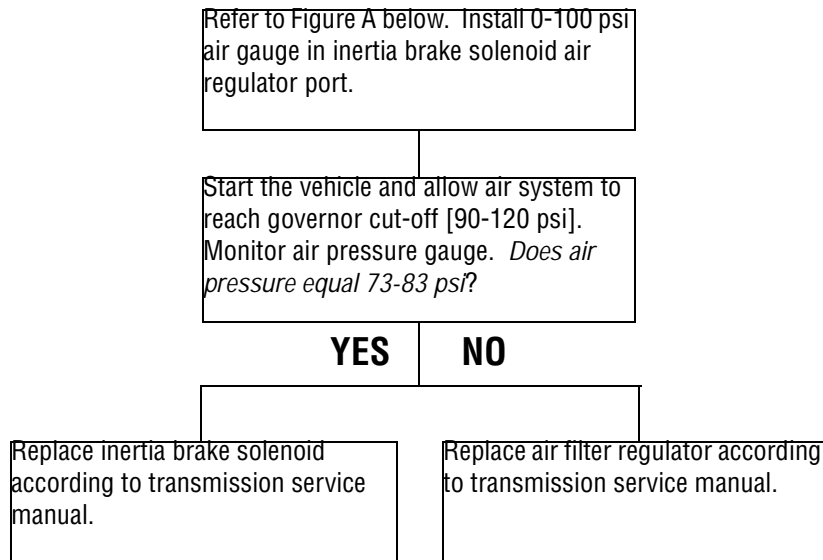 Refer to Figure A below. Install 0-100 psi
air gauge in inertia brake solenoid air
regulator port.
Start the vehicle and allow air system to
reach governor cut-off [90-120 psi].
Monitor air pressure gauge. Does air
pressure equal 73-83 psi?
YES
NO
Replace inertia brake solenoid
according to transmission service
manual.
Replace air filter regulator according
to transmission service manual.